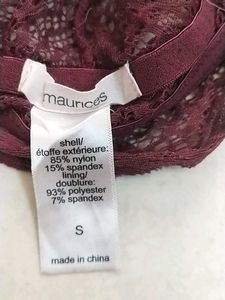 maurices
shell/
étoffe extérieure:
85% nylon
15% spandex
lining/
doublure:
93% polyester
7% spandex
S
made in china